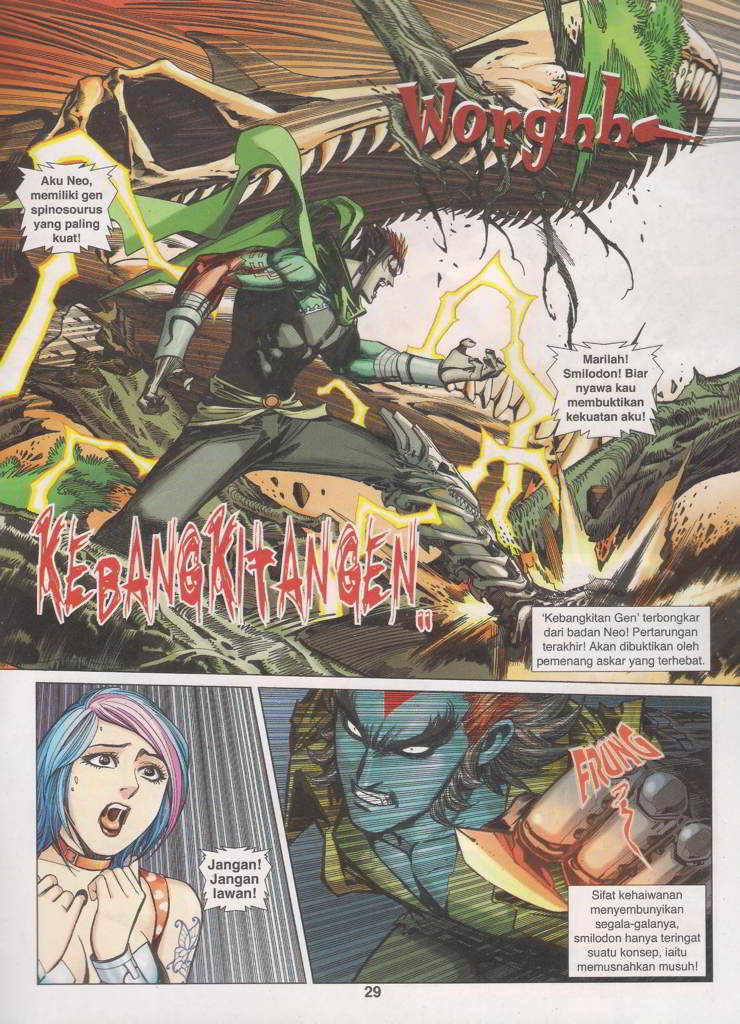 Worghh
Aku Neo,
memiliki gen
spinosourus
yang paling
kuat!
Marilah!
Smilodon! Biar
nyawa kau
membuktikan
kekuatan aku!
KEBANGKITAN GEN..
'Kebangkitan Gen' terbongkar
dari badan Neo! Pertarungan
terakhir! Akan dibuktikan oleh
pemenang askar yang terhebat.
Jangan!
Jangan
lawan!
FRUNG
Sifat kehaiwanan
menyembunyikan
segala-galanya,
smilodon hanya teringat
suatu konsep, iaitu
memusnahkan musuh!
29